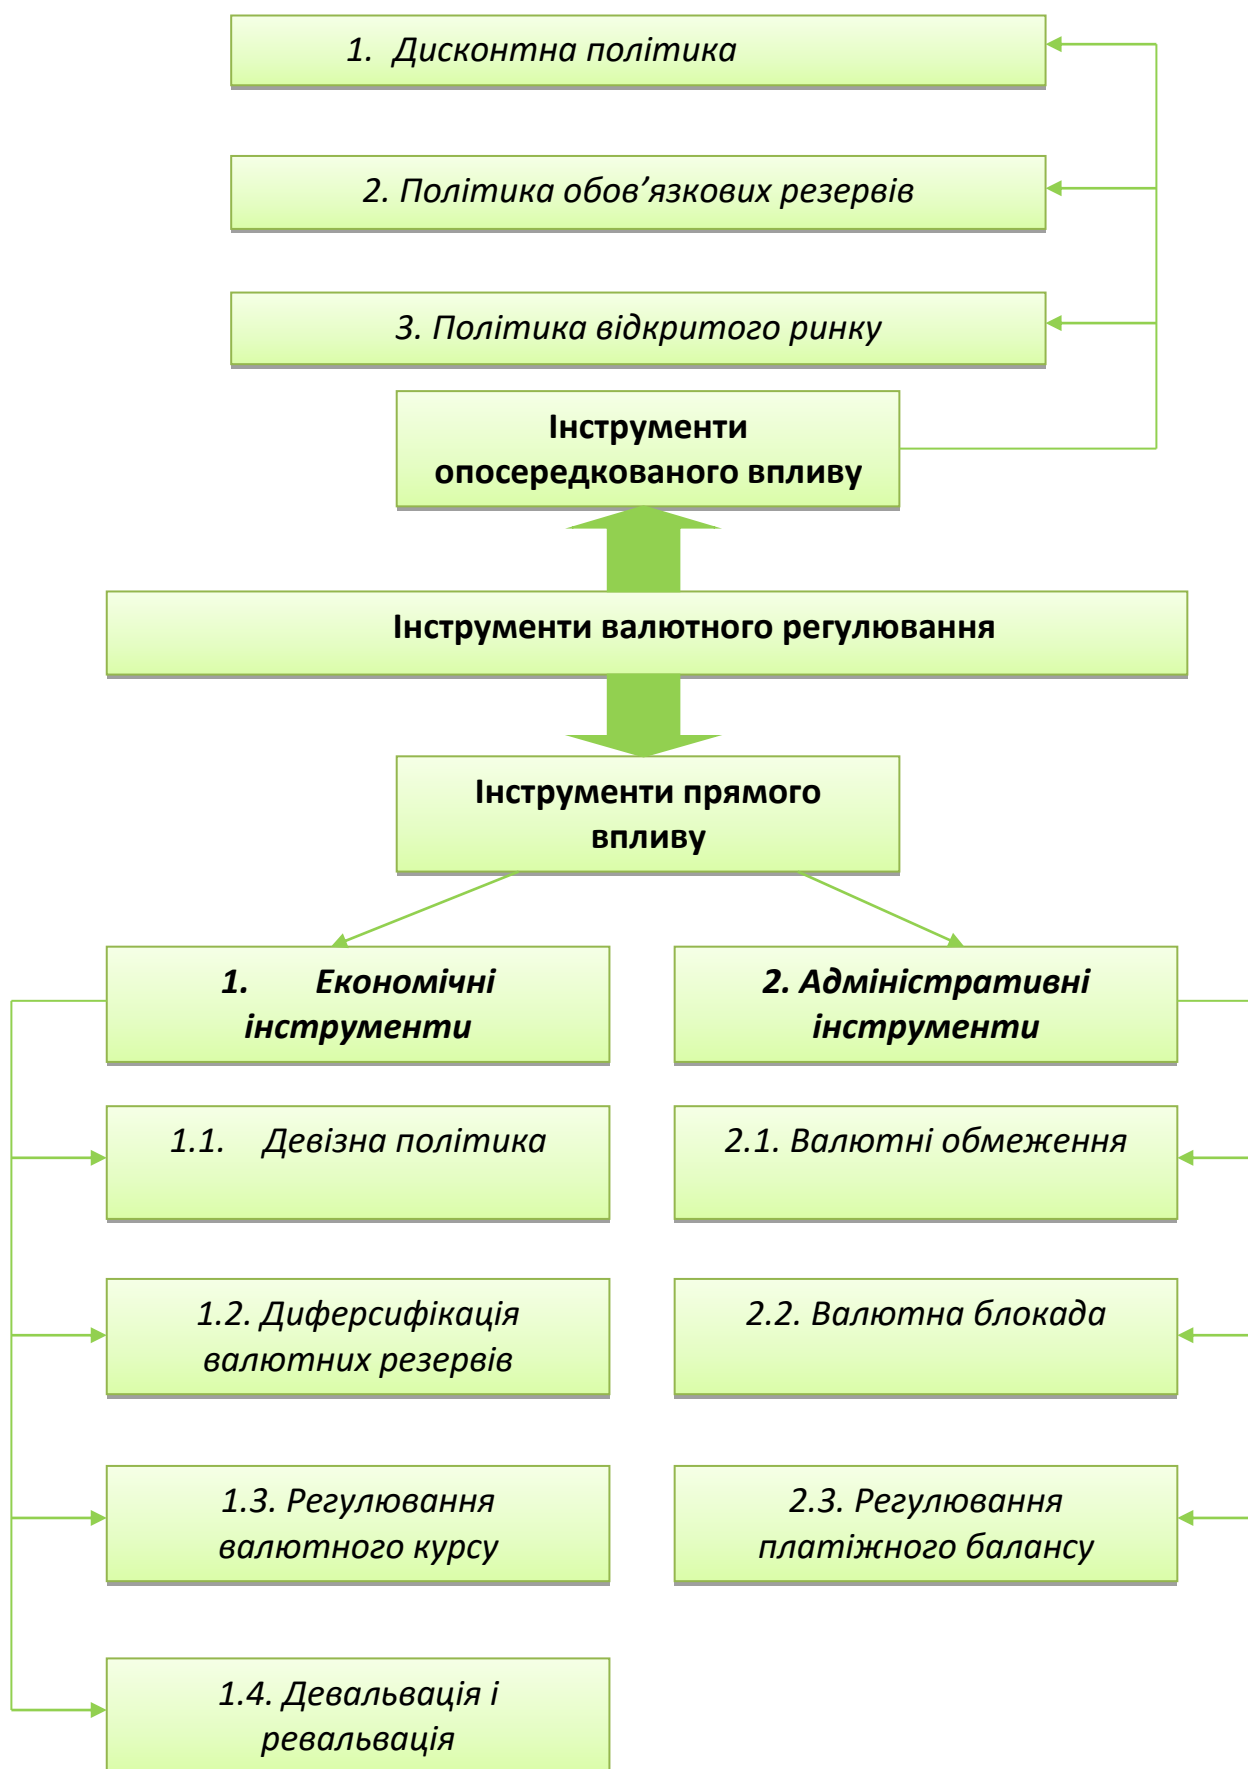 1. Дисконтна політика
2. Політика обов’язкових резервів
3. Політика відкритого ринку
Інструменти
опосередкованого впливу
Інструменти валютного регулювання
Інструменти прямого
впливу
1. Економічні
інструменти
2. Адміністративні
інструменти
1.1. Девізна політика
2.1. Валютні обмеження
1.2. Диферсифікація
валютних резервів
2.2. Валютна блокада
1.3. Регулювання
валютного курсу
2.3. Регулювання
платіжного балансу
1.4. Девальвація і
ревальвація